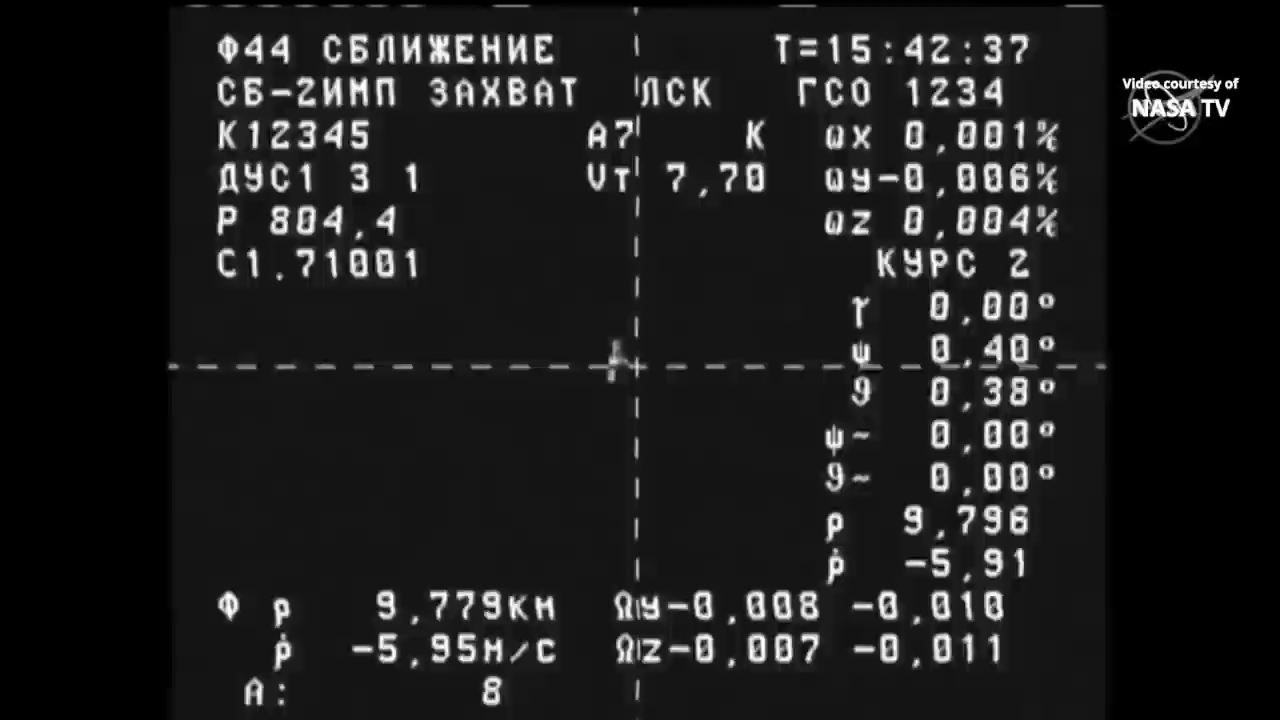 Ф44 СБЛИЖЕНИЕ Т=15:42:37
СБ-2ИМП ЗАХВАТ ЛСК ГСО 1234
К12345 А7 К ωX 0,001%
ДУС1 3 1 Vт 7,70 ωУ-0,006%
Р 804,4 ωZ 0,004%
С1.71001 КУРС 2
γ 0,00°
ψ 0,40°
ϑ 0,38°
ψ~ 0,00°
ϑ~ 0,00°
ρ 9,796
ρ̇ -5,91
Ф ρ 9,779км ΩУ-0,008 -0,010
ρ̇ -5,95м/с ΩZ-0,007 -0,011
А: 8
Video courtesy of
NASA TV